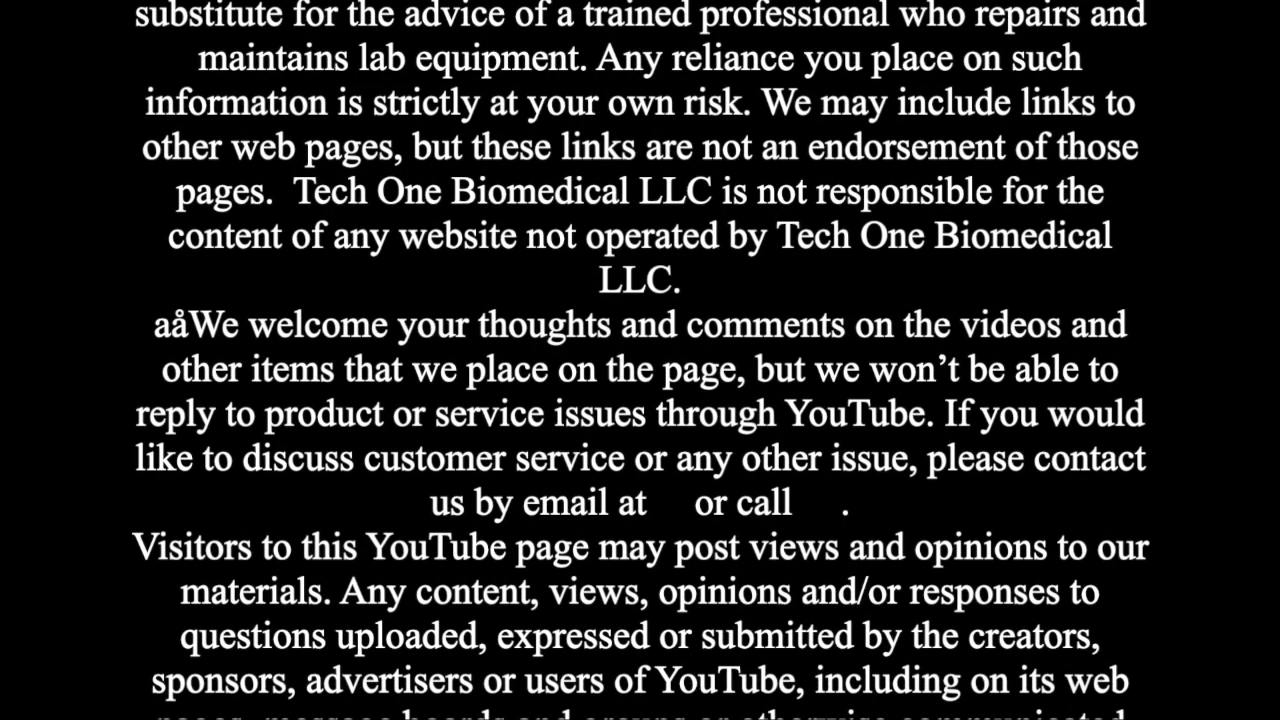 substitute for the advice of a trained professional who repairs and
maintains lab equipment. Any reliance you place on such
information is strictly at your own risk. We may include links to
other web pages, but these links are not an endorsement of those
pages.  Tech One Biomedical LLC is not responsible for the
content of any website not operated by Tech One Biomedical
LLC.
aåWe welcome your thoughts and comments on the videos and
other items that we place on the page, but we won’t be able to
reply to product or service issues through YouTube. If you would
like to discuss customer service or any other issue, please contact
us by email at     or call     .
Visitors to this YouTube page may post views and opinions to our
materials. Any content, views, opinions and/or responses to
questions uploaded, expressed or submitted by the creators,
sponsors, advertisers or users of YouTube, including on its web
pages, message boards and groups or otherwise communicated